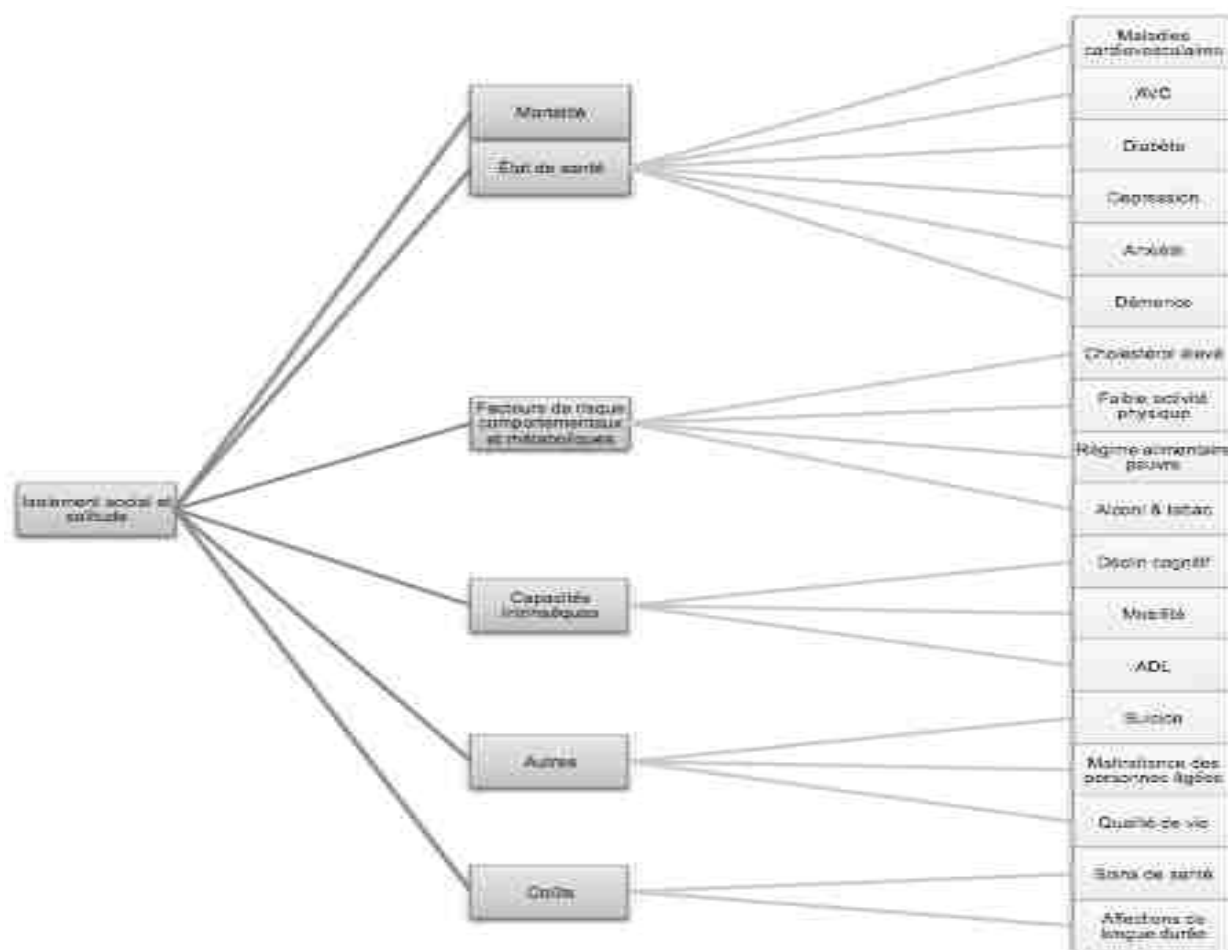 Isolement social et
solitude
Mortalité
État de santé
Facteurs de risque
comportementaux
et métaboliques
Capacités
intrinsèques
Autres
Coûts
Maladies
cardiovasculaires
AVC
Diabète
Dépression
Anxiété
Démence
Cholestérol élevé
Faible activité
physique
Régime alimentaire
pauvre
Alcool & tabac
Déclin cognitif
Mobilité
ADL
Suicide
Maltraitance des
personnes âgées
Qualité de vie
Soins de santé
Affections de
longue durée